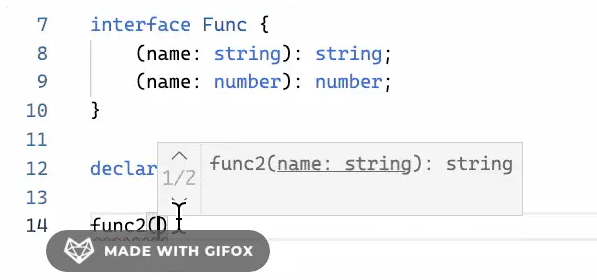 7 interface Func {
8 (name: string): string;
9 (name: number): number;
10 }
11
12 declar
1/2 func2(name: string): string
13
14 func2()
MADE WITH GIFOX